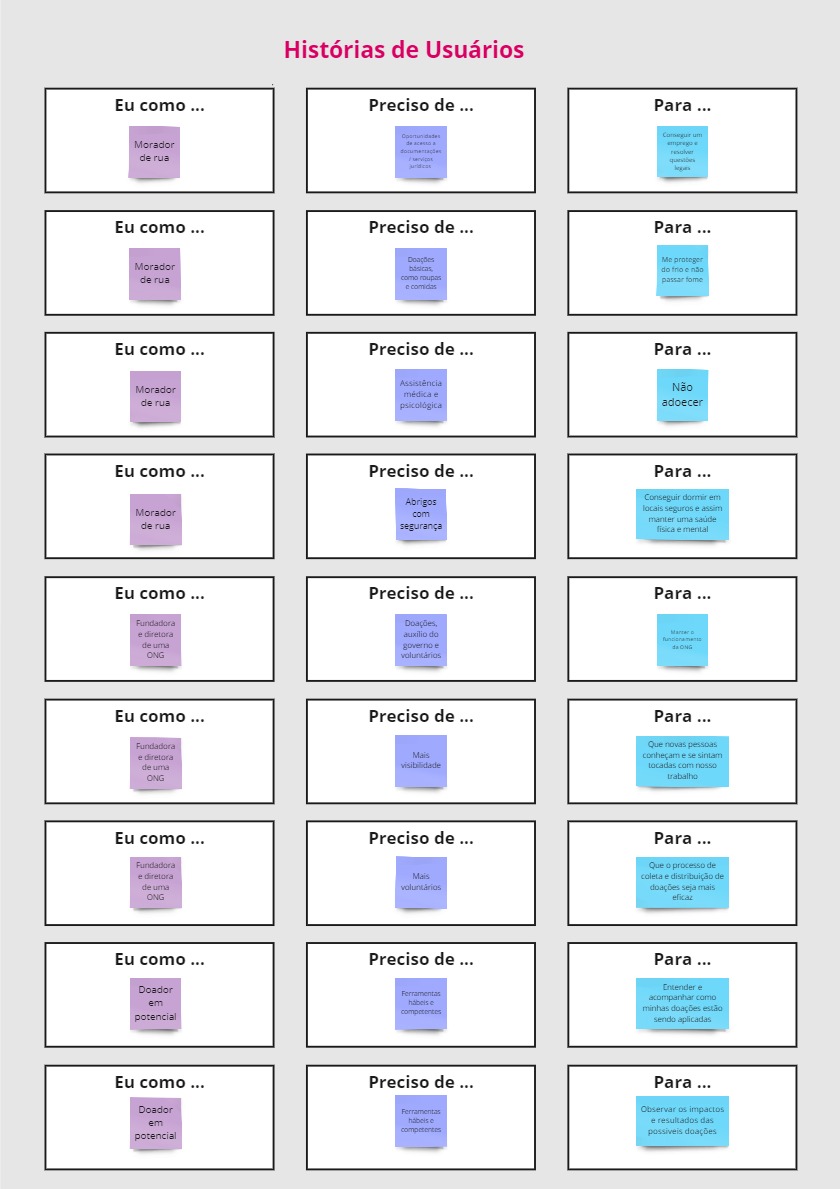 Histórias de Usuários
Eu como ...
Preciso de ...
Para ...
Morador
de rua
Oportunidades
de acesso a
documentações
/ serviços
jurídicos
Conseguir um
emprego e
resolver
questões
legais
Eu como ...
Preciso de ...
Para ...
Morador
de rua
Doações
básicas,
como roupas
e comidas
Me proteger
do frio e não
passar fome
Eu como ...
Preciso de ...
Para ...
Morador
de rua
Assistência
médica e
psicológica
Não
adoecer
Eu como ...
Preciso de ...
Para ...
Morador
de rua
Abrigos
com
segurança
Conseguir dormir em
locais seguros e assim
manter uma saúde
física e mental
Eu como ...
Preciso de ...
Para ...
Fundadora
e diretora
de uma
ONG
Doações,
auxílio do
governo e
voluntários
Manter o
funcionamento
da ONG
Eu como ...
Preciso de ...
Para ...
Fundadora
e diretora
de uma
ONG
Mais
visibilidade
Que novas pessoas
conheçam e se sintam
tocadas com nosso
trabalho
Eu como ...
Preciso de ...
Para ...
Fundadora
e diretora
de uma
ONG
Mais
voluntários
Que o processo de
coleta e distribuição de
doações seja mais
eficaz
Eu como ...
Preciso de ...
Para ...
Doador
em
potencial
Ferramentas
hábeis e
competentes
Entender e
acompanhar como
minhas doações estão
sendo aplicadas
Eu como ...
Preciso de ...
Para ...
Doador
em
potencial
Ferramentas
hábeis e
competentes
Observar os impactos
e resultados das
possiveis doações